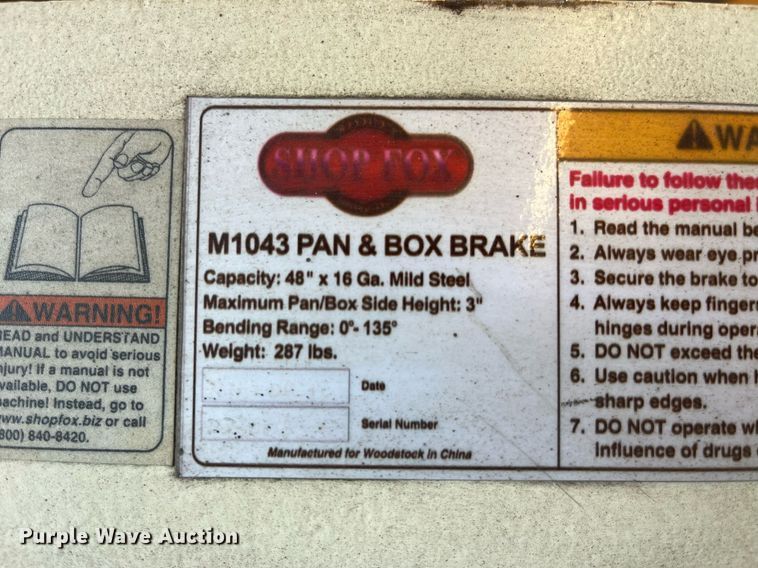 WARNING!
READ and UNDERSTAND
MANUAL to avoid serious
injury! If a manual is not
available, DO NOT use
machine! Instead, go to
www.shopfox.biz or call
(800) 840-8420.
SHOP FOX
M1043 PAN & BOX BRAKE
Capacity: 48" x 16 Ga. Mild Steel
Maximum Pan/Box Side Height: 3"
Bending Range: 0°- 135°
Weight: 287 lbs.
Date
Serial Number
Manufactured for Woodstock in China
WA
Failure to follow the
in serious personal
1. Read the manual be
2. Always wear eye pr
3. Secure the brake to
4. Always keep finger
hinges during oper
5. DO NOT exceed the
6. Use caution when
sharp edges.
7. DO NOT operate w
influence of drugs
Purple Wave Auction